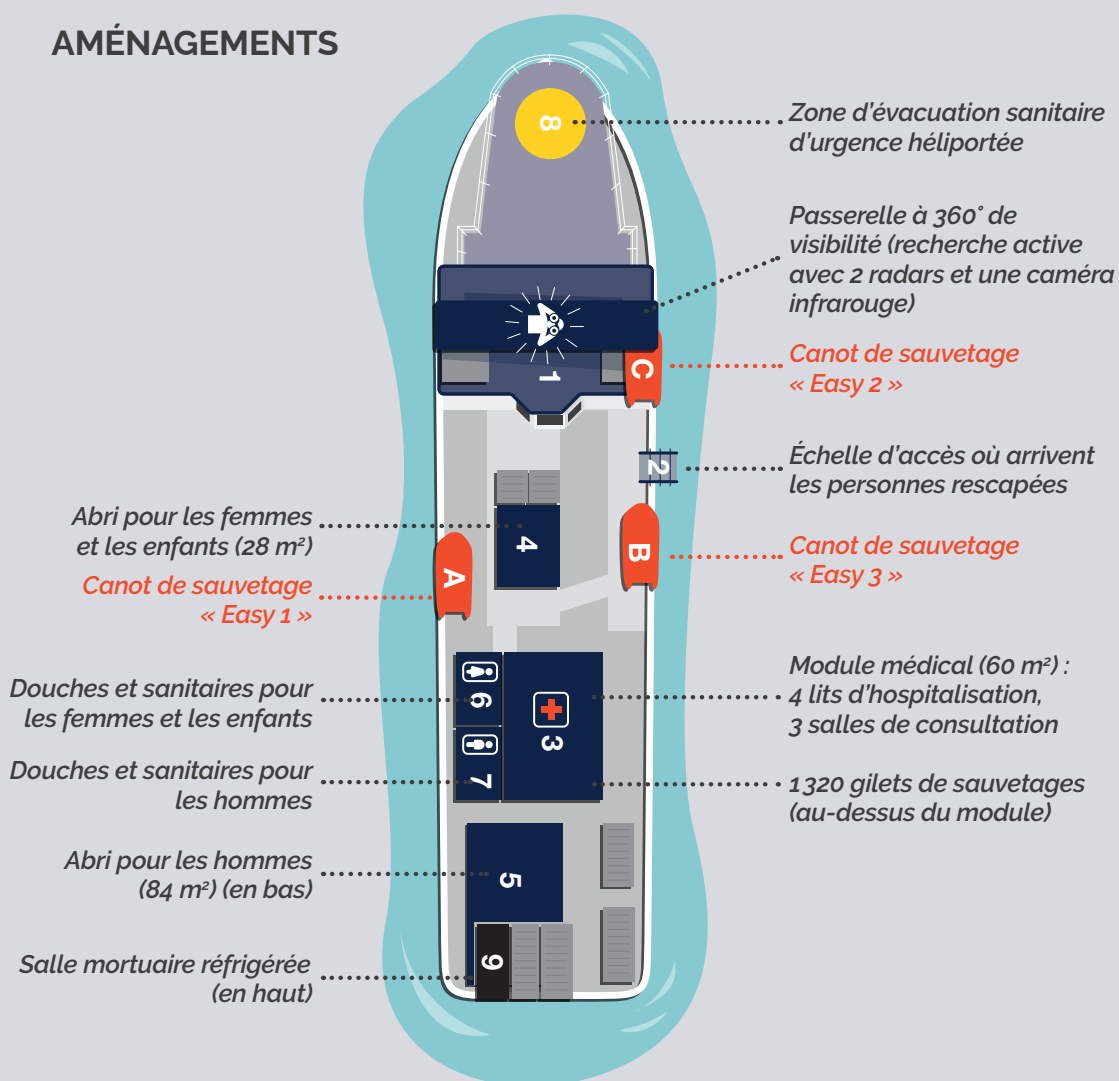 AMÉNAGEMENTS
8
Zone d'évacuation sanitaire
d'urgence héliportée
Passerelle à 360° de
visibilité (recherche active
avec 2 radars et une caméra
infrarouge)
1
C
Canot de sauvetage
« Easy 2 »
2
Échelle d'accès où arrivent
les personnes rescapées
Abri pour les femmes
et les enfants (28 m²)
4
B
Canot de sauvetage
« Easy 3 »
A
Canot de sauvetage
« Easy 1 »
Douches et sanitaires pour
les femmes et les enfants
6
3
Module médical (60 m²) :
4 lits d'hospitalisation,
3 salles de consultation
Douches et sanitaires pour
les hommes
7
1 320 gilets de sauvetages
(au-dessus du module)
Abri pour les hommes
(84 m²) (en bas)
5
Salle mortuaire réfrigérée
(en haut)
9